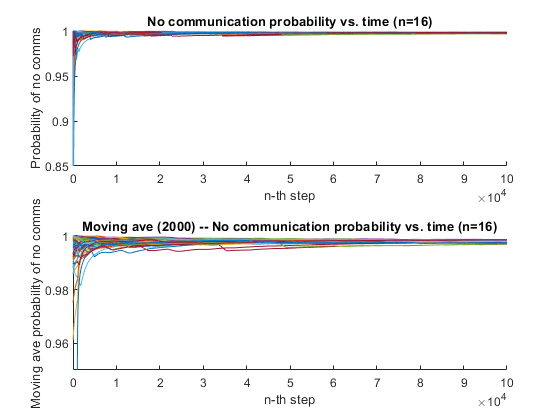 No communication probability vs. time (n=16)
Probability of no comms
1
0.95
0.9
0.85
0 1 2 3 4 5 6 7 8 9 10
n-th step
×10^4
Moving ave (2000) -- No communication probability vs. time (n=16)
Moving ave probability of no comms
1
0.98
0.96
0 1 2 3 4 5 6 7 8 9 10
n-th step
×10^4